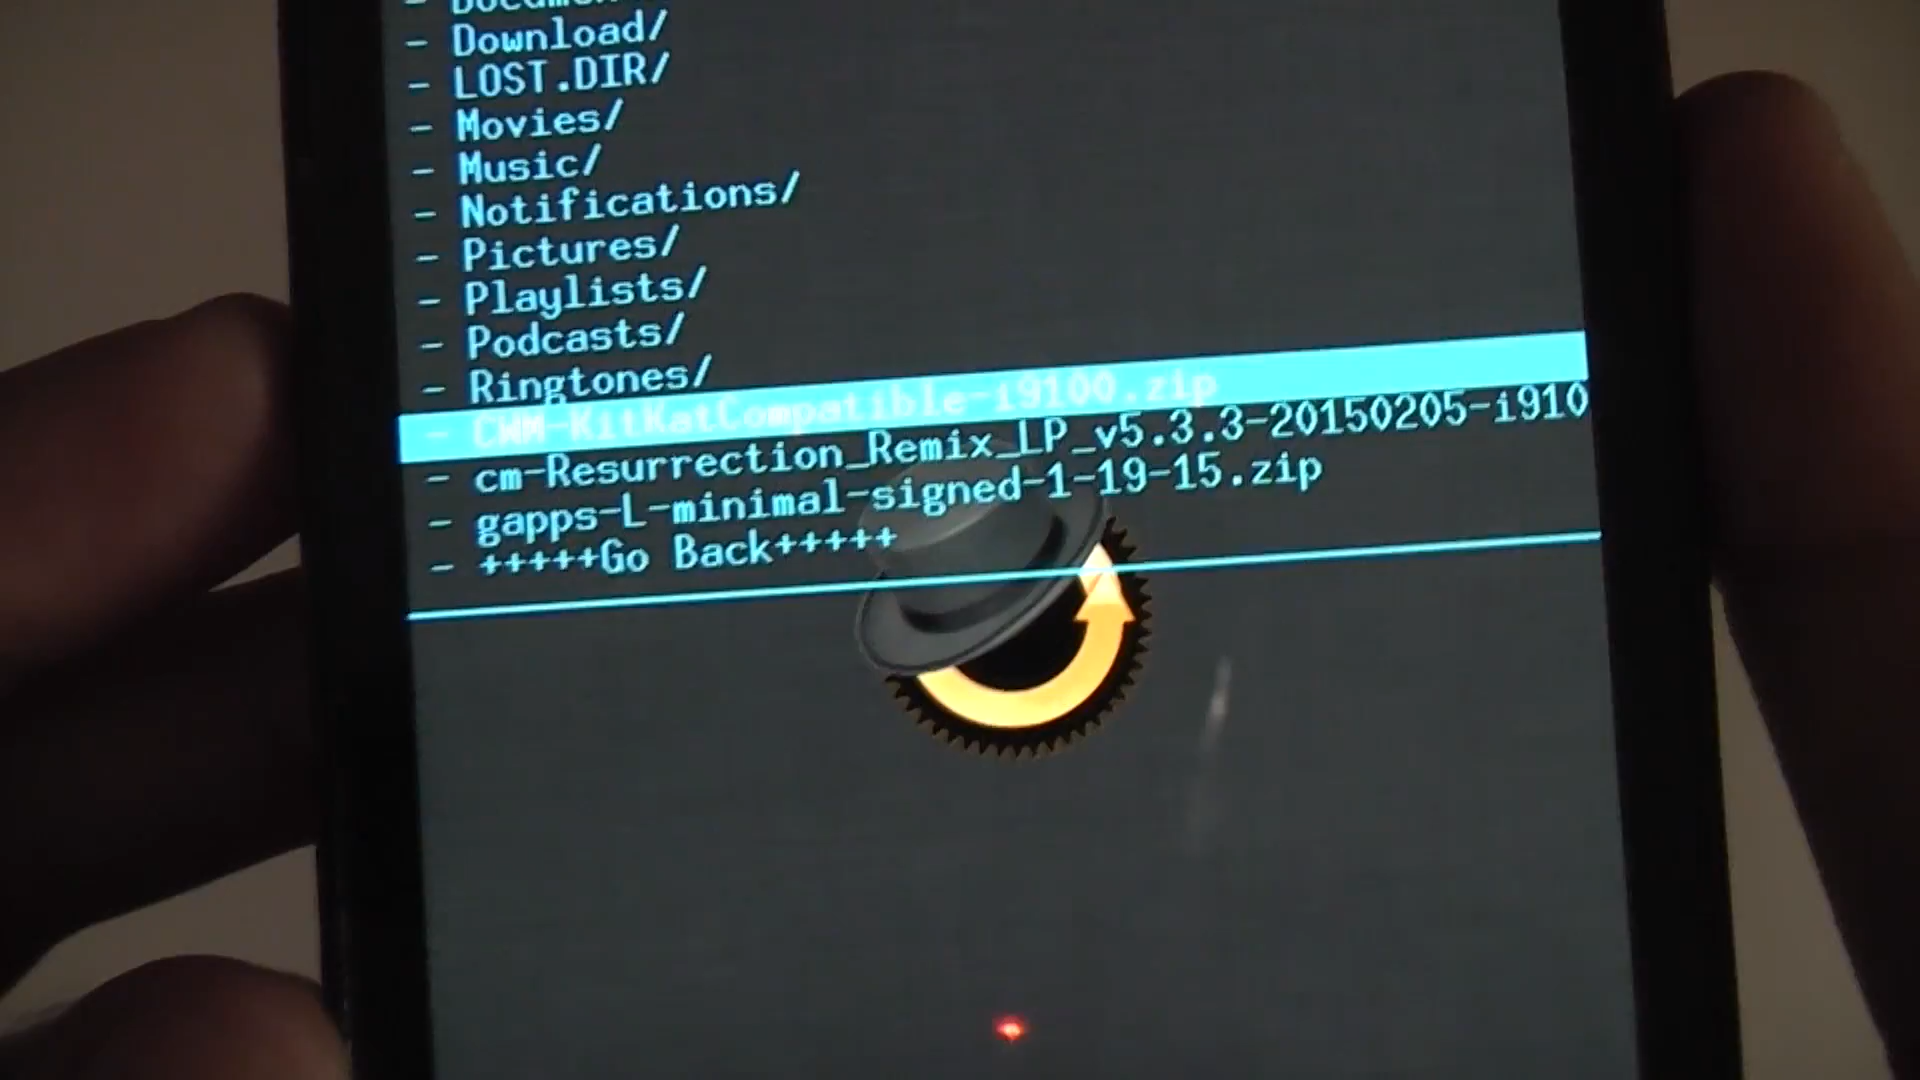 - Download/
- LOST.DIR/
- Movies/
- Music/
- Notifications/
- Pictures/
- Playlists/
- Podcasts/
- Ringtones/
- CWM-KitKatCompatible-i9100.zip
- cm-Resurrection_Remix_LP_v5.3.3-20150205-i910
- gapps-L-minimal-signed-1-19-15.zip
- +++++Go Back+++++